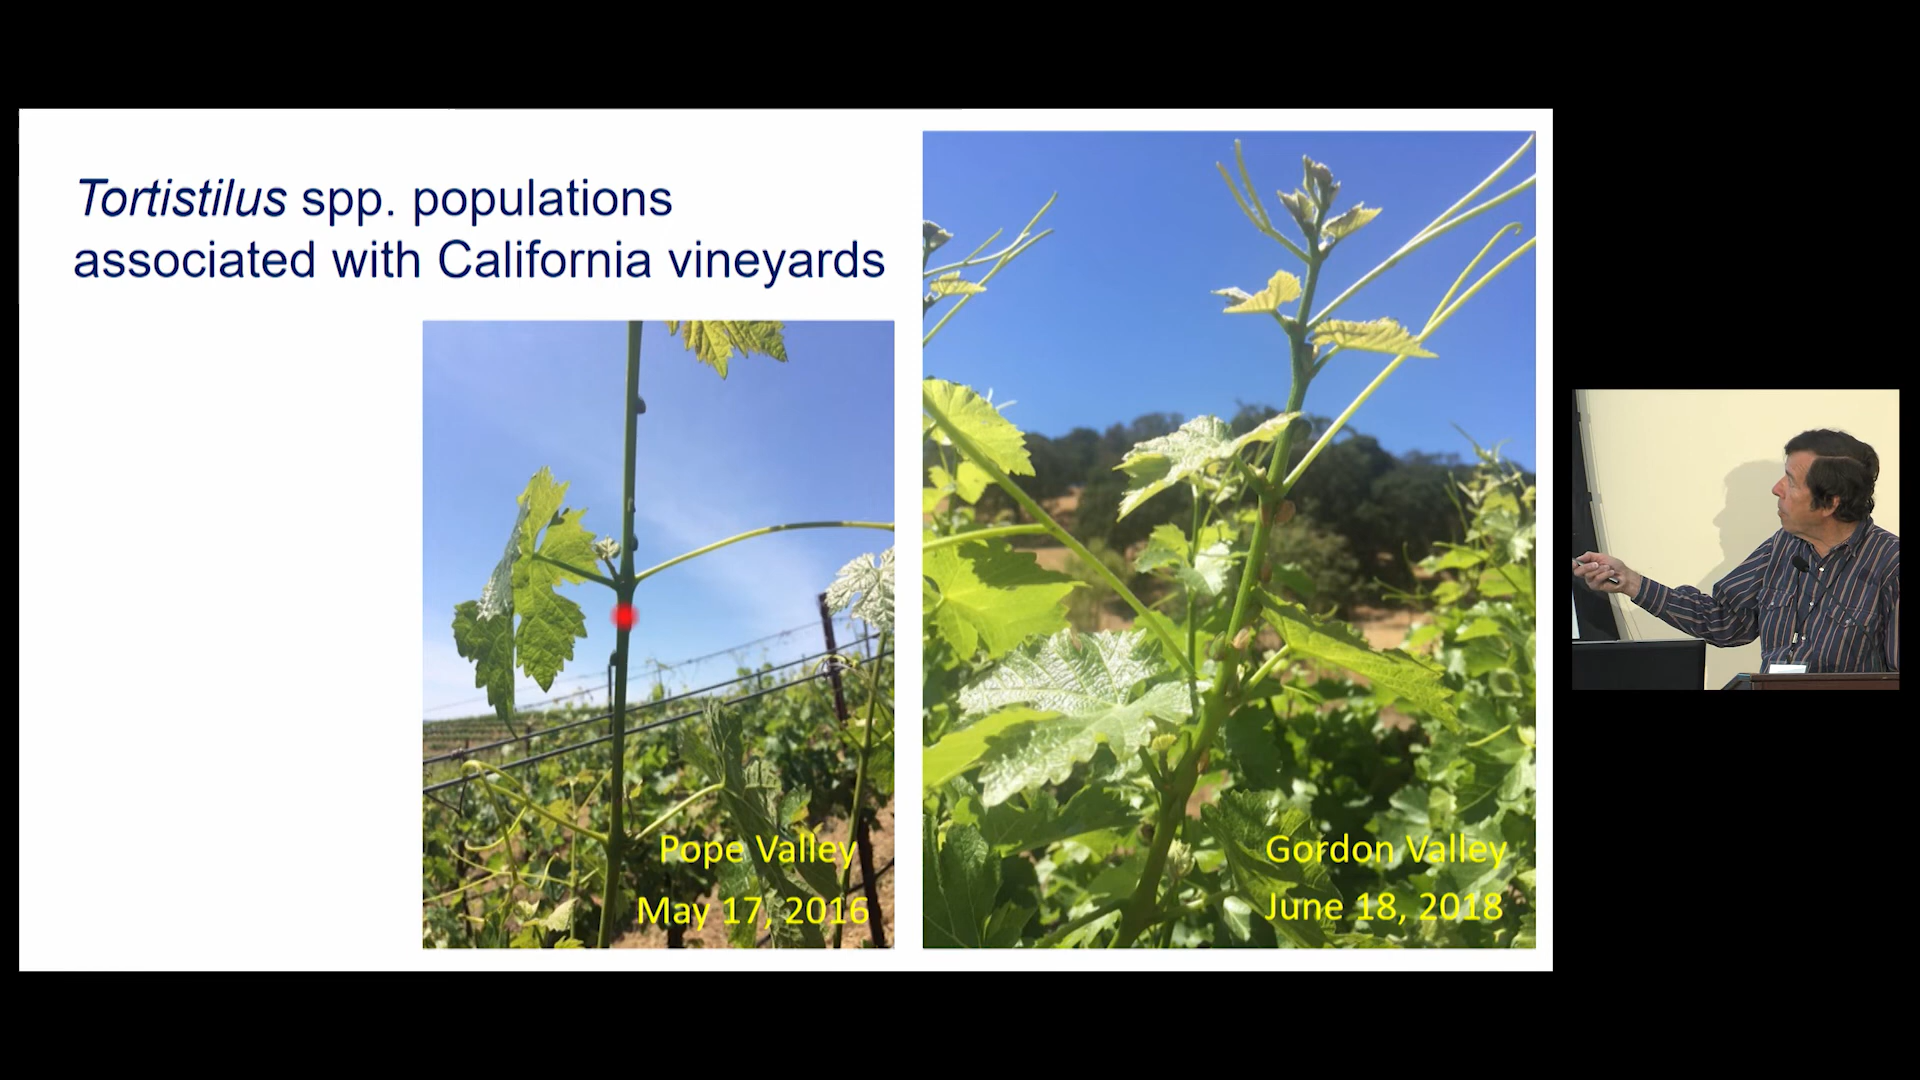 Tortistilus spp. populations
associated with California vineyards
Pope Valley
May 17, 2016
Gordon Valley
June 18, 2018